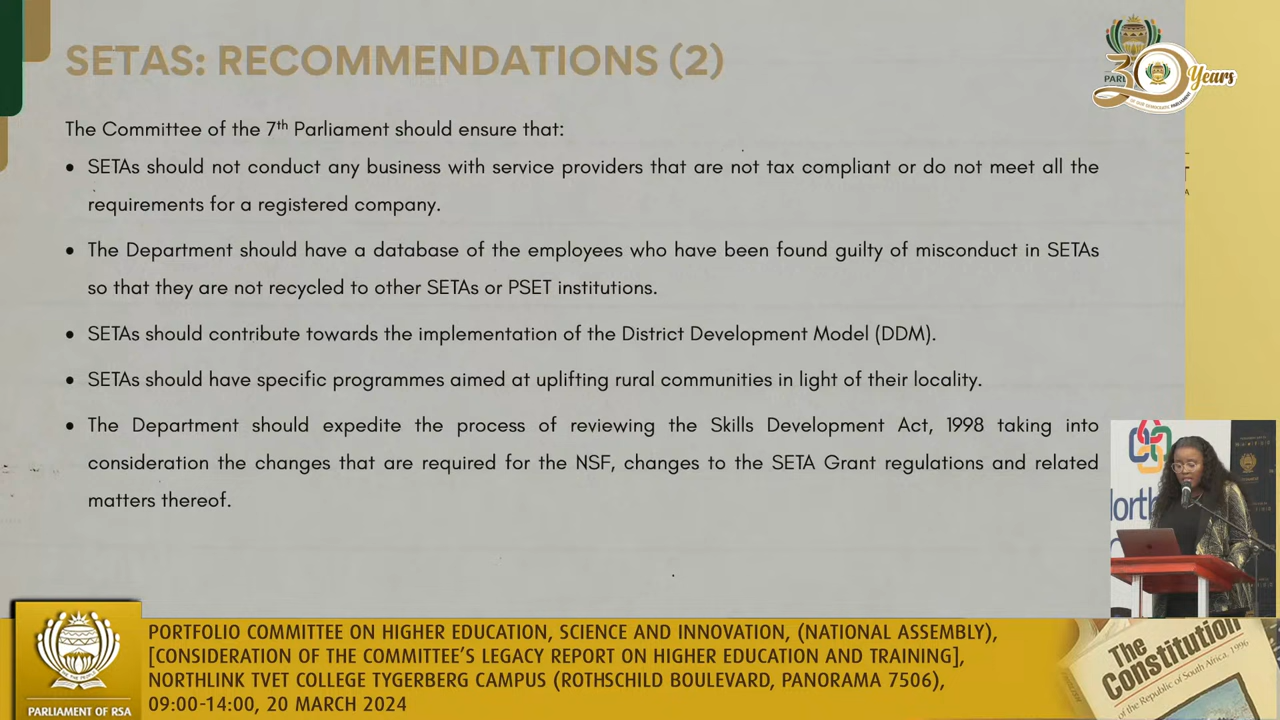 SETAS: RECOMMENDATIONS (2)
30 Years
The Committee of the 7th Parliament should ensure that:
• SETAs should not conduct any business with service providers that are not tax compliant or do not meet all the
requirements for a registered company.
• The Department should have a database of the employees who have been found guilty of misconduct in SETAs
so that they are not recycled to other SETAs or PSET institutions.
• SETAs should contribute towards the implementation of the District Development Model (DDM).
• SETAs should have specific programmes aimed at uplifting rural communities in light of their locality.
• The Department should expedite the process of reviewing the Skills Development Act, 1998 taking into
consideration the changes that are required for the NSF, changes to the SETA Grant regulations and related
matters thereof.
PORTFOLIO COMMITTEE ON HIGHER EDUCATION, SCIENCE AND INNOVATION, (NATIONAL ASSEMBLY),
[CONSIDERATION OF THE COMMITTEE'S LEGACY REPORT ON HIGHER EDUCATION AND TRAINING],
NORTHLINK TVET COLLEGE TYGERBERG CAMPUS (ROTHSCHILD BOULEVARD, PANORAMA 7506),
09:00-14:00, 20 MARCH 2024
PARLIAMENT OF RSA
The
Constitution
of the Republic of South Africa, 1996